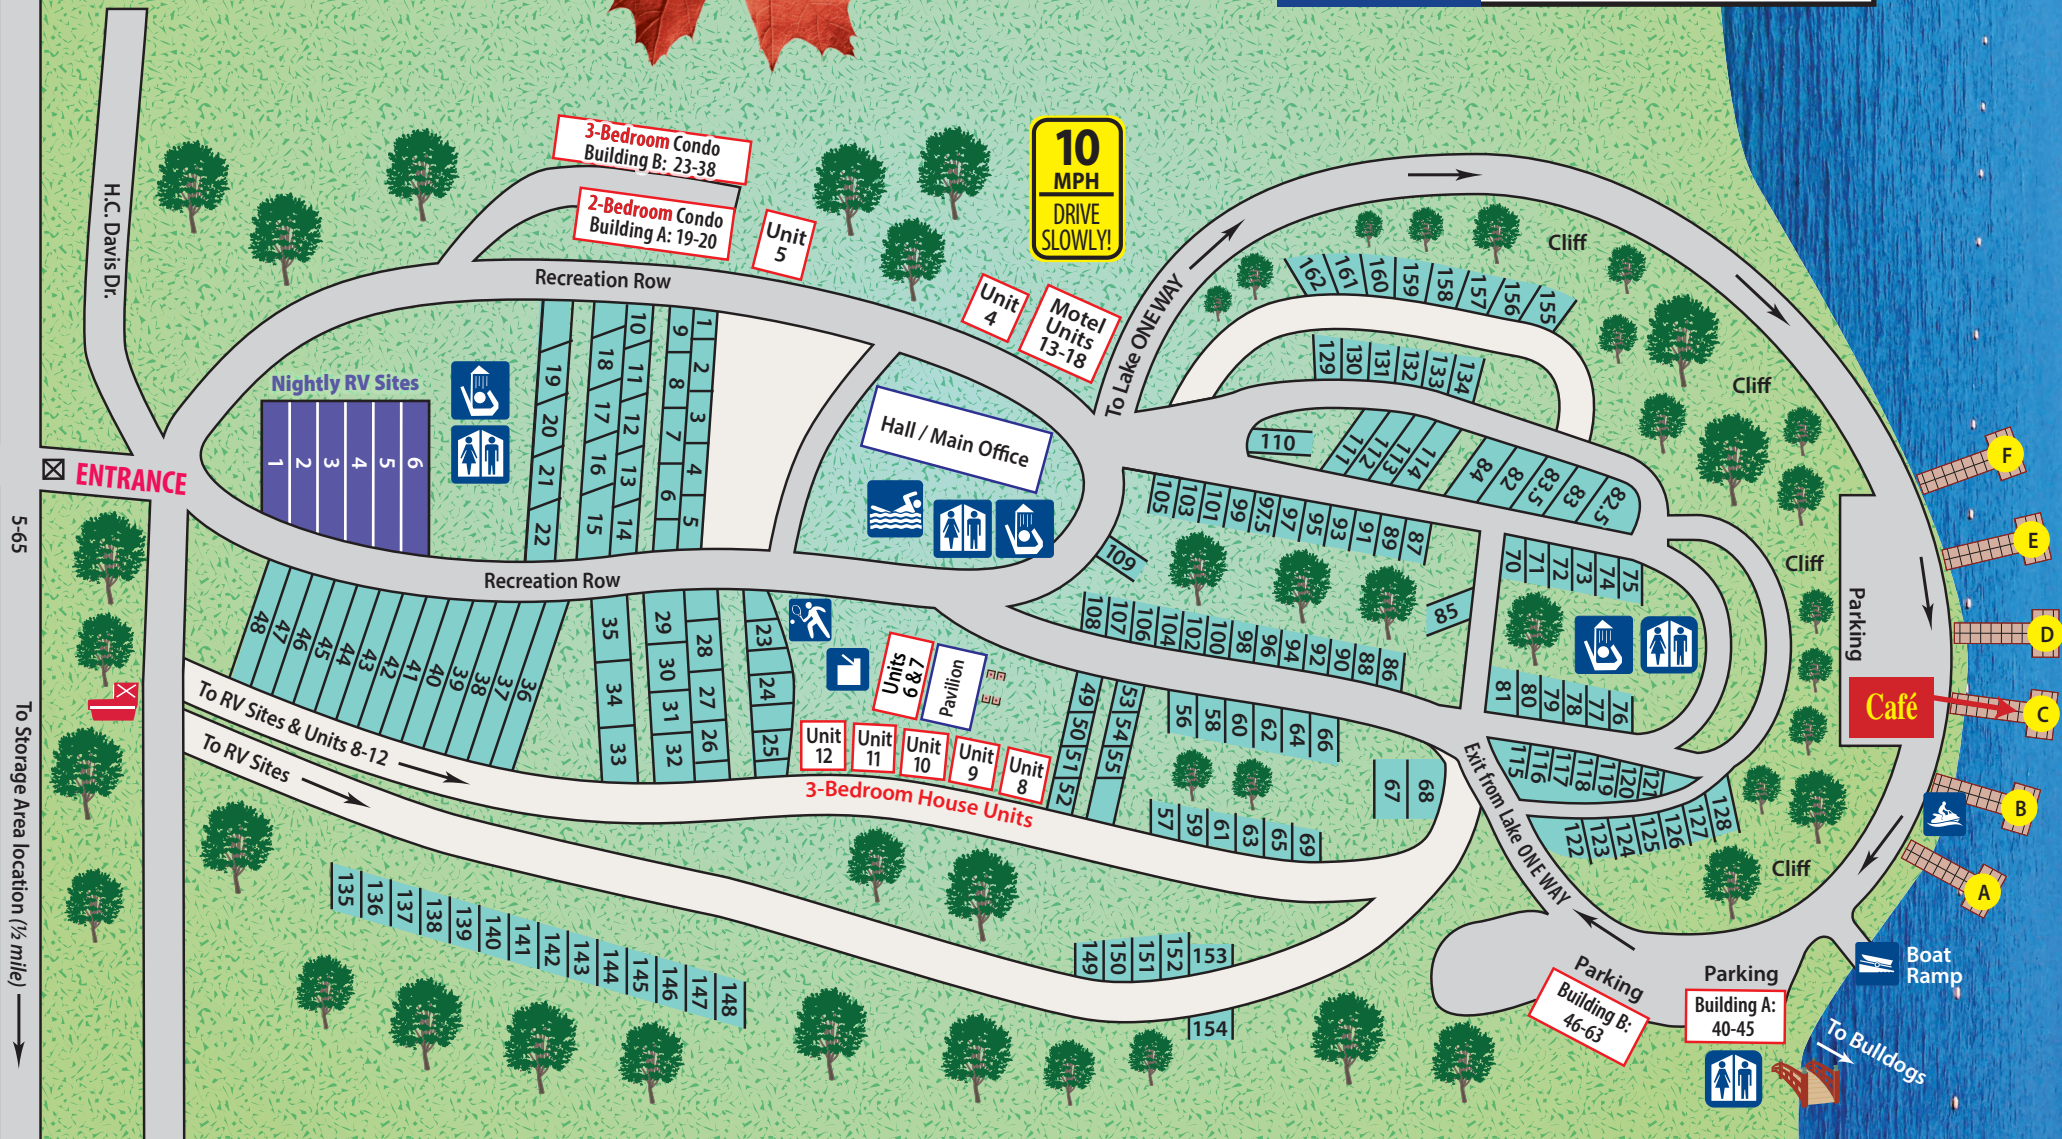 H.C. Davis Dr.
3-Bedroom Condo
Building B: 23-38
2-Bedroom Condo
Building A: 19-20
Unit
5
10
MPH
DRIVE
SLOWLY!
Unit
4
Motel
Units
13-18
Recreation Row
To Lake ONEWAY
Cliff
162 161 160 159 158 157 156 155
129 130 131 132 133 134
Cliff
Nightly RV Sites
1 2 3 4 5 6
ENTRANCE
19 20 21 22
18 17 16 15
10 11 12 13 14
9 8 7 6
1 2 3 4 5
Hall / Main Office
110
111 112 113 114
84 82 83.5 83 82.5
105 103 101 99 97.5 97 95 93 91 89 87
109
108 107 106 104 102 100 98 96 94 92 90 88 86
85
70 71 72 73 74 75
81 80 79 78 77 76
Cliff
Parking
Café
F
E
D
C
B
A
5-65
To Storage Area location (½ mile)
Recreation Row
48 47 46 45 44 43 42 41 40 39 38 37 36
35 34 33
29 30 31 32
28 27 26
23 24 25
Units
6 & 7
Pavilion
Unit
12
Unit
11
Unit
10
Unit
9
Unit
8
3-Bedroom House Units
49 50 51 52
53 54 55
56 58 60 62 64 66
57 59 61 63 65 69
67 68
Exit from Lake ONE WAY
115 116 117 118 119 120 121
122 123 124 125 126 127 128
Cliff
To RV Sites & Units 8-12
To RV Sites
135 136 137 138 139 140 141 142 143 144 145 146 147 148
149 150 151 152 153
154
Parking
Building B:
46-63
Parking
Building A:
40-45
Boat
Ramp
To Bulldogs